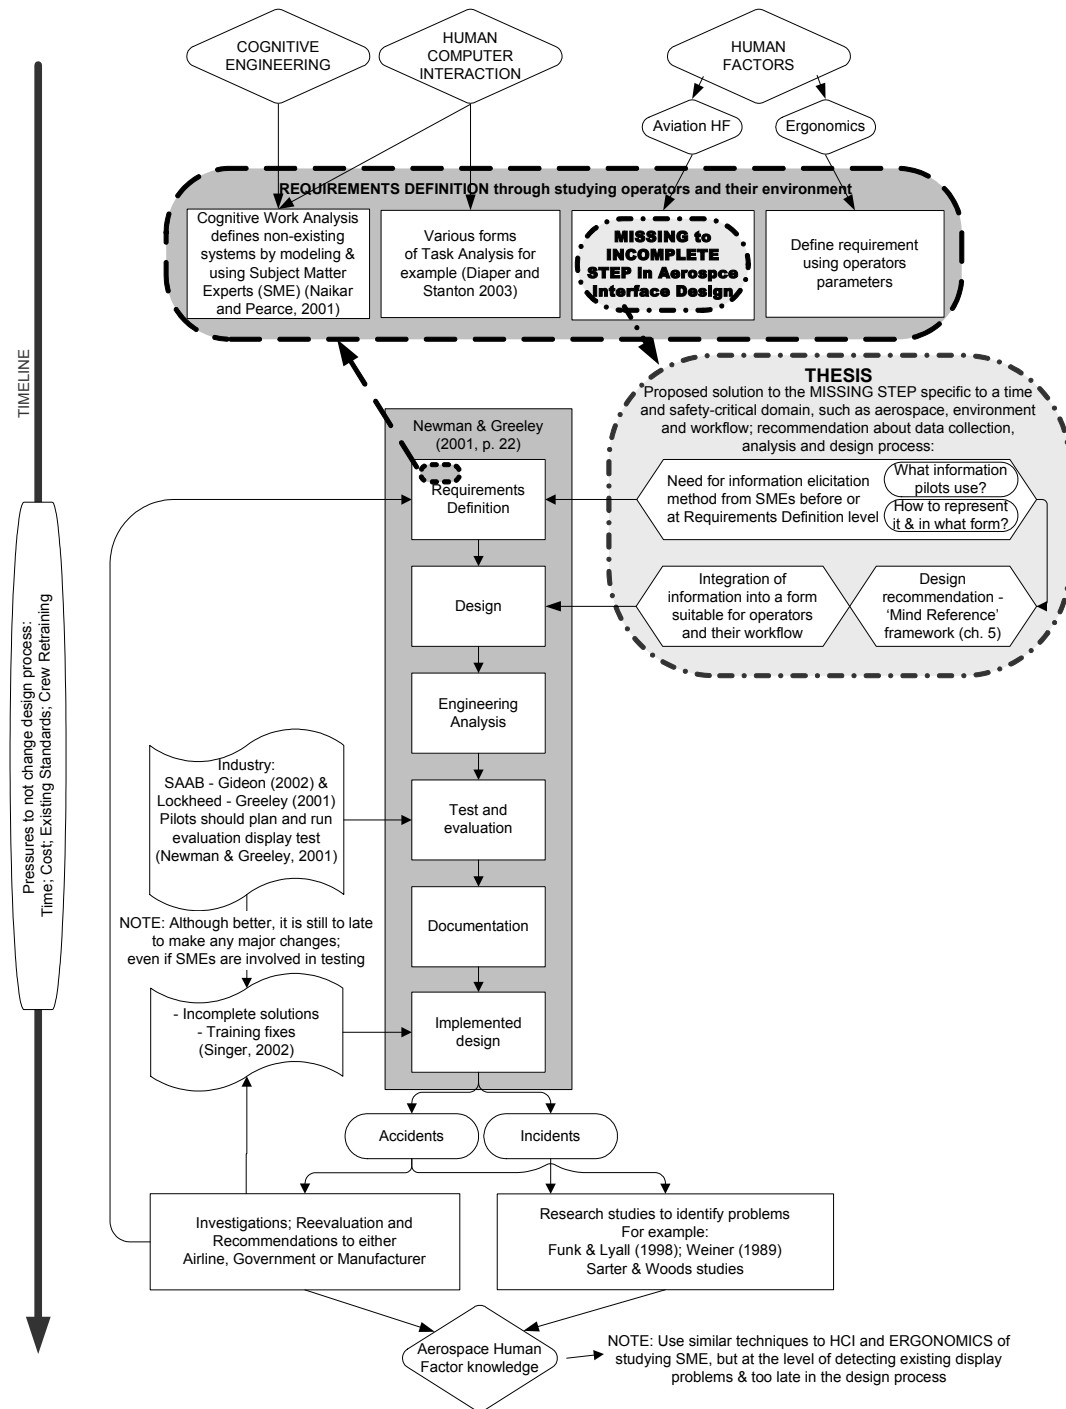 COGNITIVE
ENGINEERING
HUMAN
COMPUTER
INTERACTION
HUMAN
FACTORS
Aviation HF
Ergonomics
REQUIREMENTS DEFINITION through studying operators and their environment
Cognitive Work Analysis
defines non-existing
systems by modeling &
using Subject Matter
Experts (SME) (Naikar
and Pearce, 2001)
Various forms
of Task Analysis for
example (Diaper and
Stanton 2003)
MISSING to
INCOMPLETE
STEP in Aerospce
Interface Design
Define requirement
using operators
parameters
TIMELINE
THESIS
Proposed solution to the MISSING STEP specific to a time
and safety-critical domain, such as aerospace, environment
and workflow; recommendation about data collection,
analysis and design process:
Newman & Greeley
(2001, p. 22)
Requirements
Definition
Need for information elicitation
method from SMEs before or
at Requirements Definition level
What information
pilots use?
How to represent
it & in what form?
Design
Integration of
information into a form
suitable for operators
and their workflow
Design
recommendation -
‘Mind Reference’
framework (ch. 5)
Pressures to not change design process:
Time; Cost; Existing Standards; Crew Retraining
Engineering
Analysis
Industry:
SAAB - Gideon (2002) &
Lockheed - Greeley (2001)
Pilots should plan and run
evaluation display test
(Newman & Greeley, 2001)
Test and
evaluation
NOTE: Although better, it is still to late
to make any major changes;
even if SMEs are involved in testing
Documentation
- Incomplete solutions
- Training fixes
(Singer, 2002)
Implemented
design
Accidents
Incidents
Investigations; Reevaluation and
Recommendations to either
Airline, Government or Manufacturer
Research studies to identify problems
For example:
Funk & Lyall (1998); Weiner (1989)
Sarter & Woods studies
Aerospace Human
Factor knowledge
NOTE: Use similar techniques to HCI and ERGONOMICS of
studying SME, but at the level of detecting existing display
problems & too late in the design process